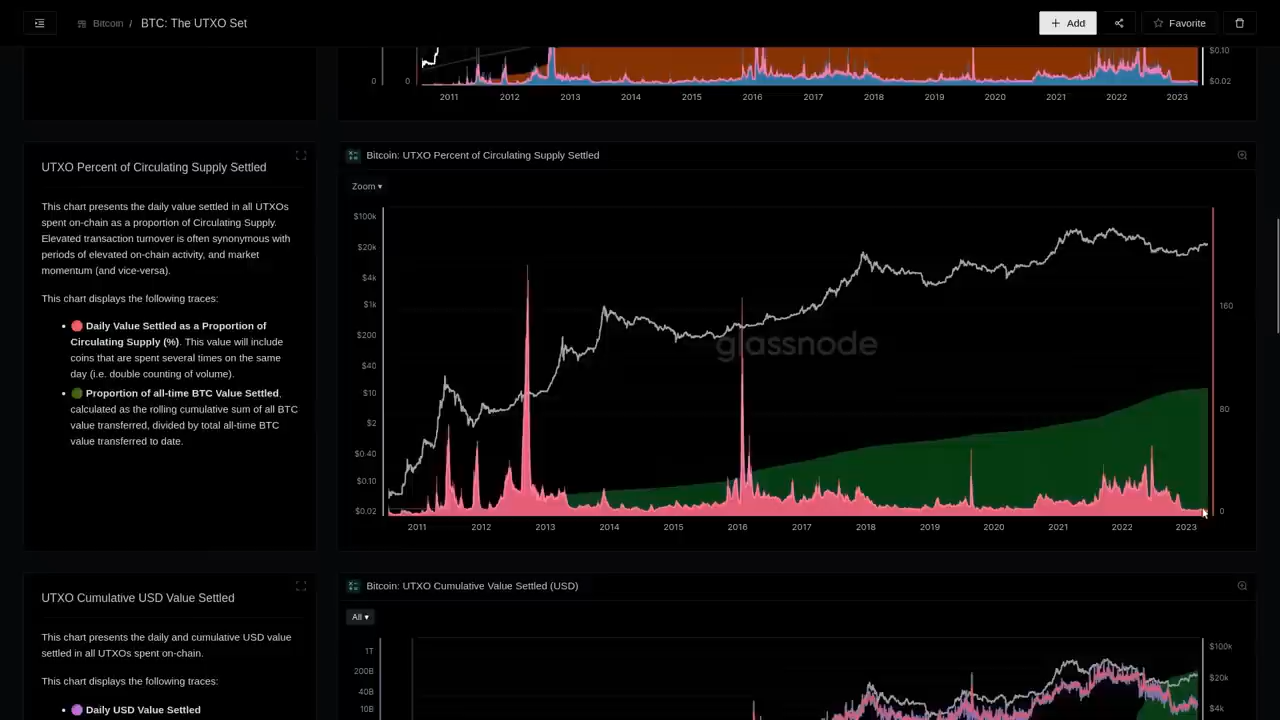 Bitcoin / BTC: The UTXO Set
Add
Favorite
0
0
$0.10
$0.02
2011 2012 2013 2014 2015 2016 2017 2018 2019 2020 2021 2022 2023
UTXO Percent of Circulating Supply Settled
This chart presents the daily value settled in all UTXOs
spent on-chain as a proportion of Circulating Supply.
Elevated transaction turnover is often synonymous with
periods of elevated on-chain activity, and market
momentum (and vice-versa).
This chart displays the following traces:
• Daily Value Settled as a Proportion of
Circulating Supply (%). This value will include
coins that are spent several times on the same
day (i.e. double counting of volume).
• Proportion of all-time BTC Value Settled,
calculated as the rolling cumulative sum of all BTC
value transferred, divided by total all-time BTC
value transferred to date.
Bitcoin: UTXO Percent of Circulating Supply Settled
Zoom ▾
$100k
$20k
$4k
$1k
$200
$40
$10
$2
$0.40
$0.10
$0.02
glassnode
160
80
0
2011 2012 2013 2014 2015 2016 2017 2018 2019 2020 2021 2022 2023
UTXO Cumulative USD Value Settled
This chart presents the daily and cumulative USD value
settled in all UTXOs spent on-chain.
This chart displays the following traces:
• Daily USD Value Settled
Bitcoin: UTXO Cumulative Value Settled (USD)
All ▾
1T
200B
40B
10B
$100k
$20k
$4k